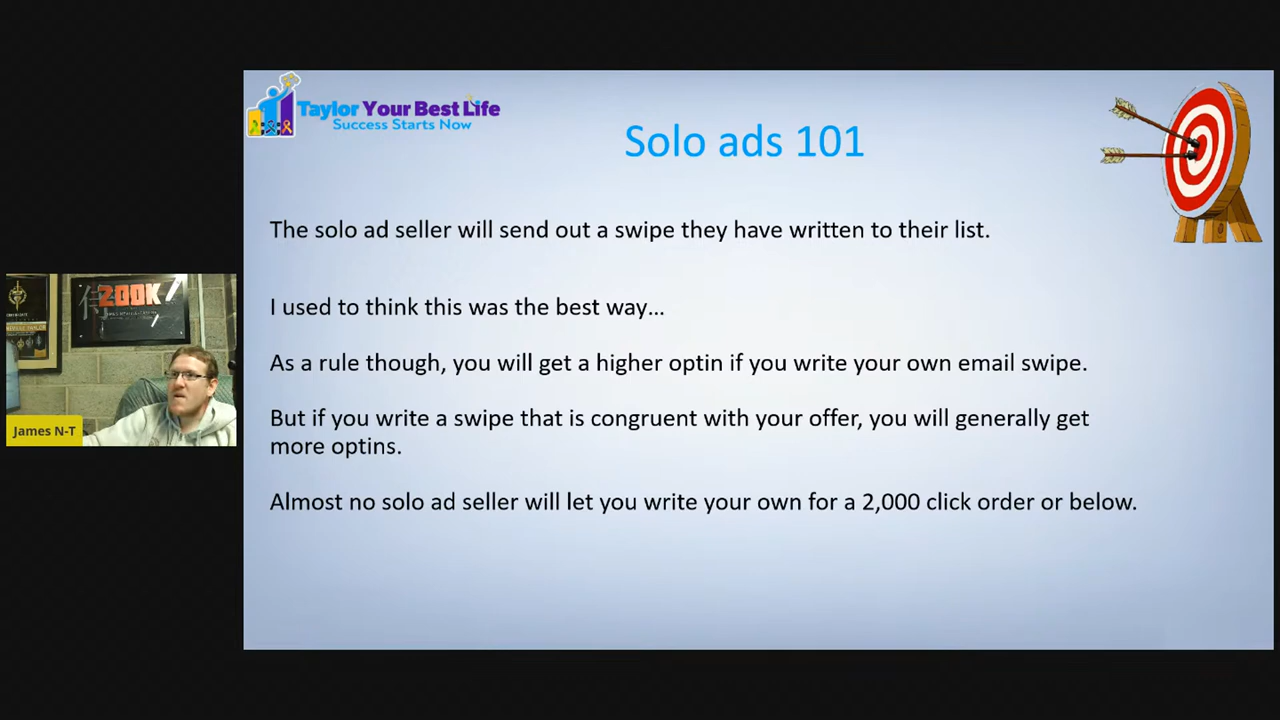 Taylor Your Best Life
Success Starts Now
Solo ads 101
The solo ad seller will send out a swipe they have written to their list.
I used to think this was the best way...
As a rule though, you will get a higher optin if you write your own email swipe.
But if you write a swipe that is congruent with your offer, you will generally get
more optins.
Almost no solo ad seller will let you write your own for a 2,000 click order or below.
200K
James N-T